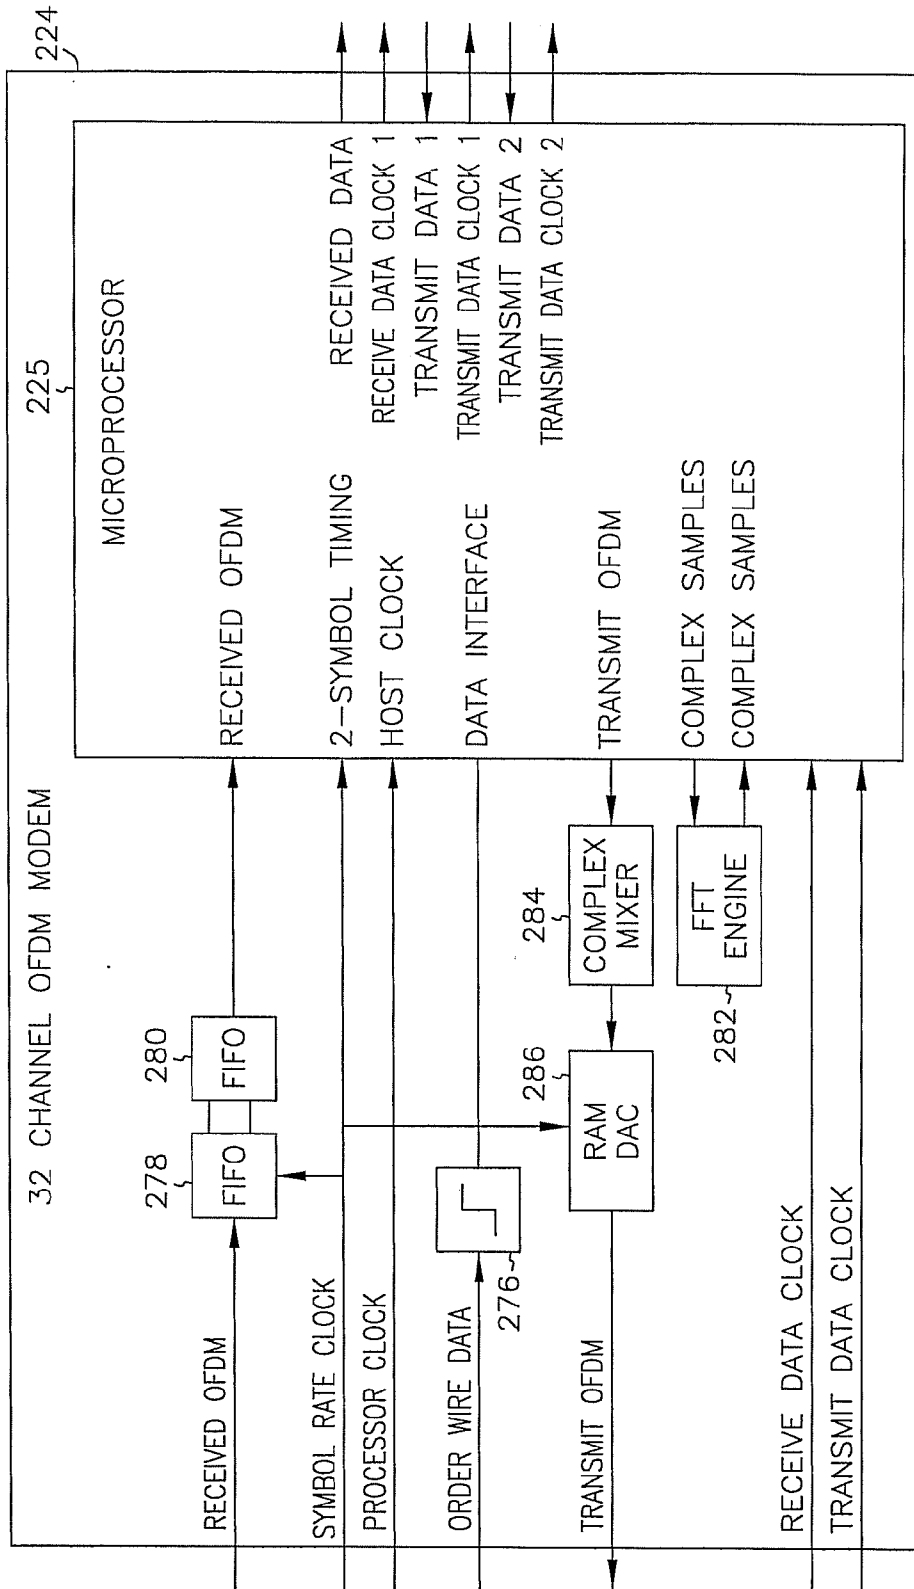 32 CHANNEL OFDM MODEM
224
225
MICROPROCESSOR
RECEIVED OFDM
278
FIFO
280
FIFO
RECEIVED OFDM
SYMBOL RATE CLOCK
2-SYMBOL TIMING
PROCESSOR CLOCK
HOST CLOCK
ORDER WIRE DATA
276
DATA INTERFACE
TRANSMIT OFDM
286
RAM
DAC
284
COMPLEX
MIXER
TRANSMIT OFDM
282
FFT
ENGINE
COMPLEX SAMPLES
COMPLEX SAMPLES
RECEIVE DATA CLOCK
TRANSMIT DATA CLOCK
RECEIVED DATA
RECEIVE DATA CLOCK 1
TRANSMIT DATA 1
TRANSMIT DATA CLOCK 1
TRANSMIT DATA 2
TRANSMIT DATA CLOCK 2